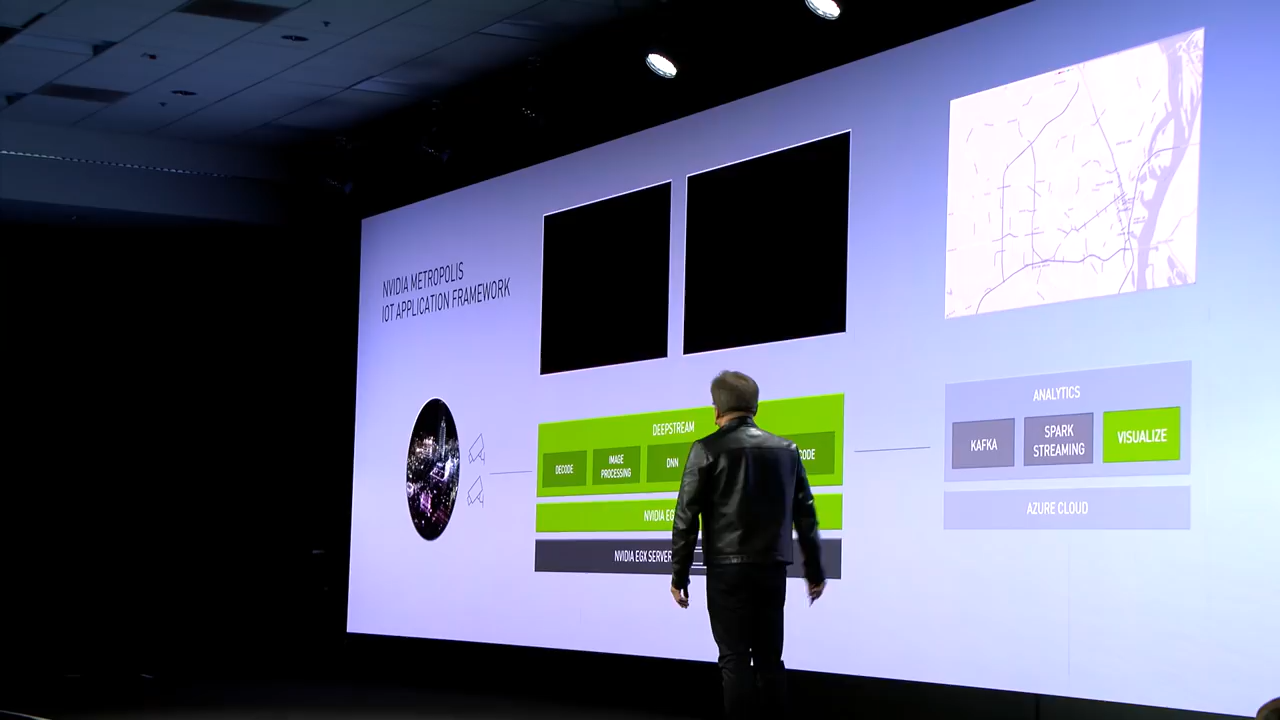 NVIDIA METROPOLIS
IOT APPLICATION FRAMEWORK
DEEPSTREAM
DECODE
IMAGE
PROCESSING
DNN
CODE
NVIDIA EG
NVIDIA EGX SERVER
ANALYTICS
KAFKA
SPARK
STREAMING
VISUALIZE
AZURE CLOUD